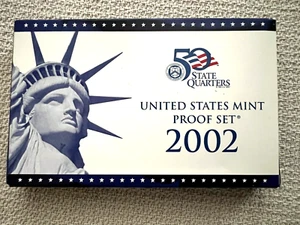 50
STATE
QUARTERS
UNITED STATES MINT
PROOF SET®
2002